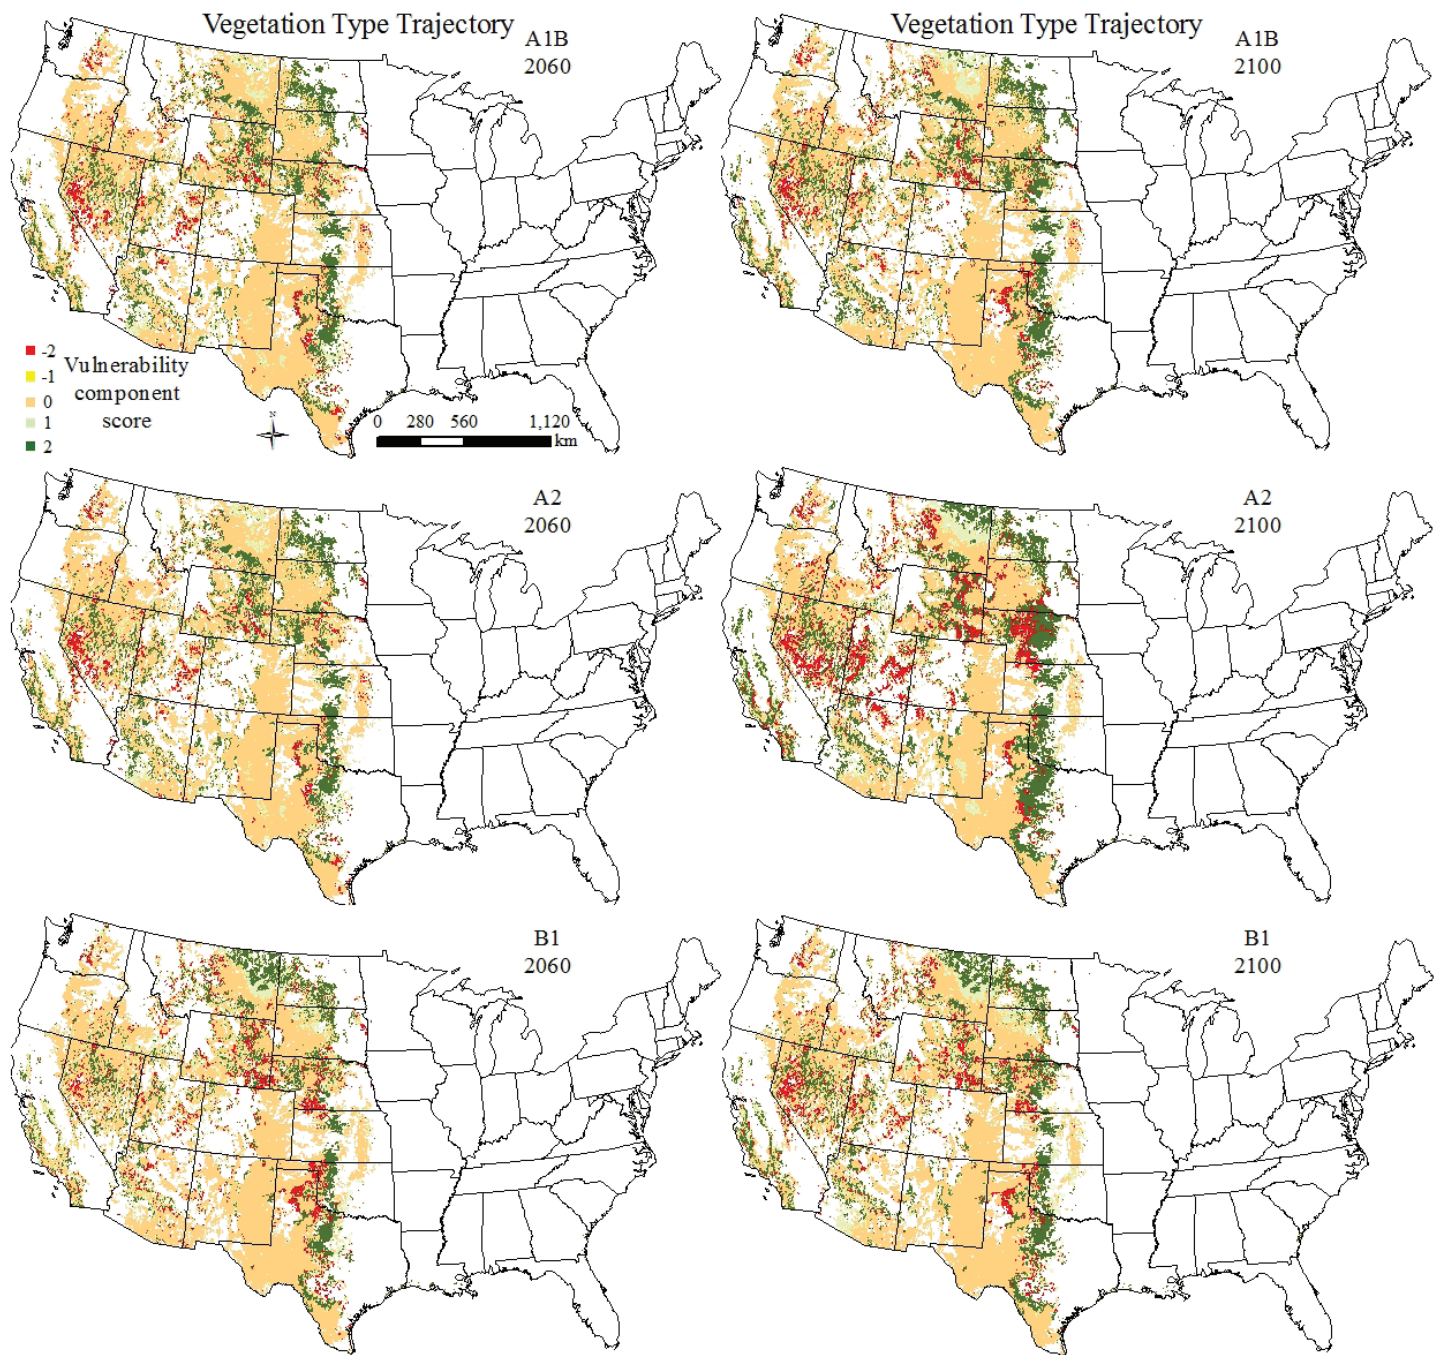 Vegetation Type Trajectory
A1B
2060
Vegetation Type Trajectory
A1B
2100
-2
-1
0
1
2
Vulnerability
component
score
N
0 280 560 1,120
km
A2
2060
A2
2100
B1
2060
B1
2100